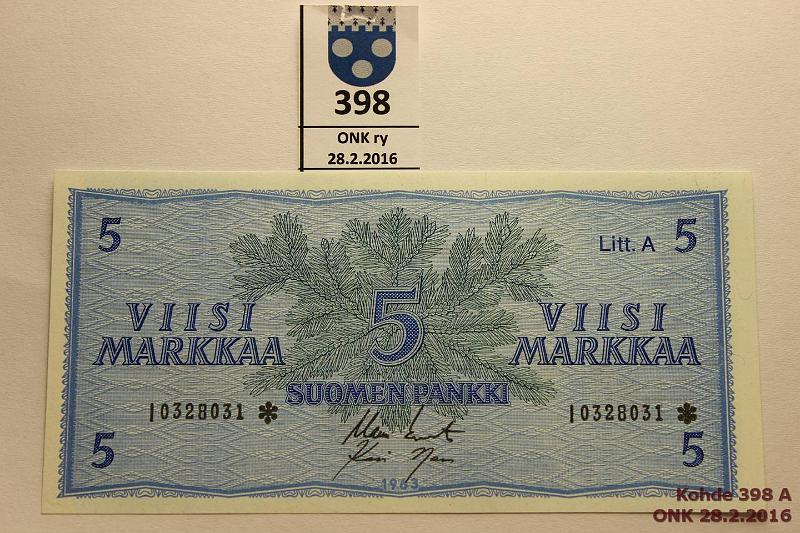 398
ONK ry
28.2.2016
5
Litt. A 5
VIISI
MARKKAA
5
VIISI
MARKKAA
SUOMEN PANKKI
I0328031 *
I0328031 *
5
5
1963
Kohde 398 A
ONK 28.2.2016